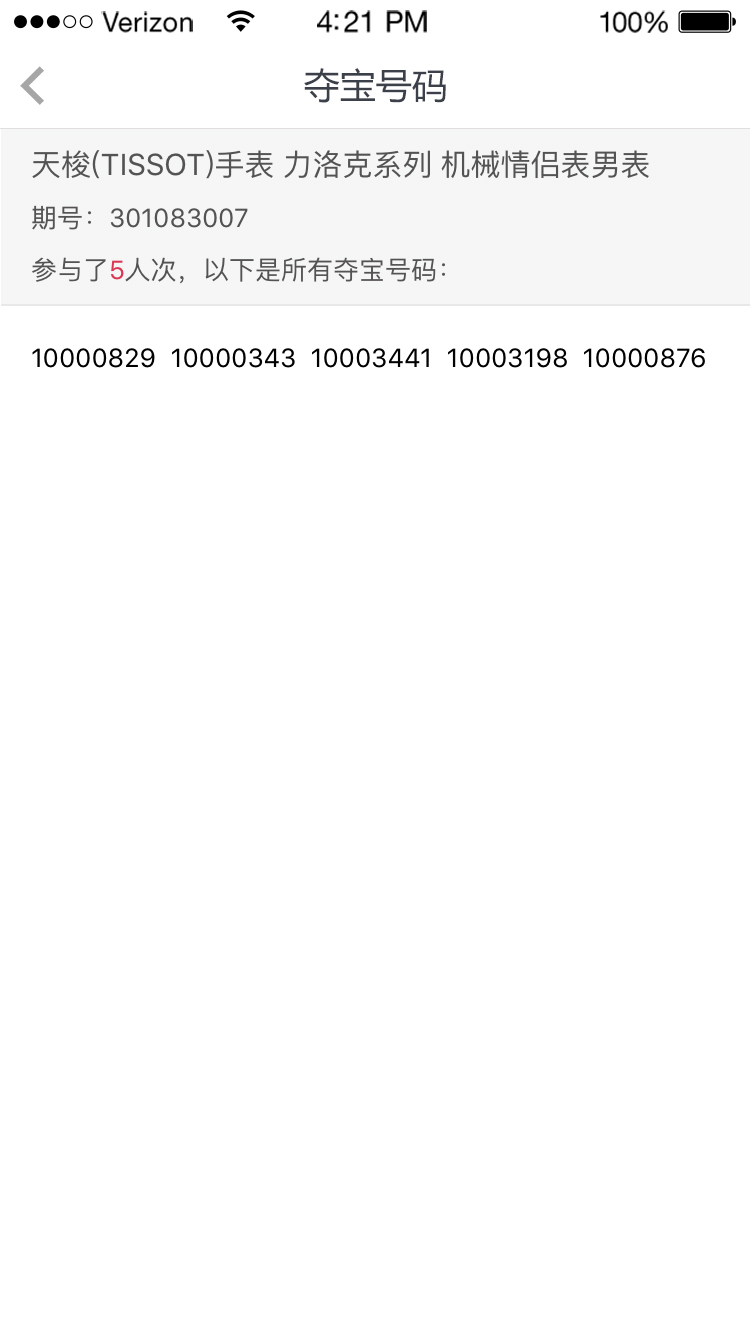 ●●●○○ Verizon 4:21 PM 100%
夺宝号码
天梭(TISSOT)手表 力洛克系列 机械情侣表男表
期号：301083007
参与了5人次，以下是所有夺宝号码：
10000829 10000343 10003441 10003198 10000876